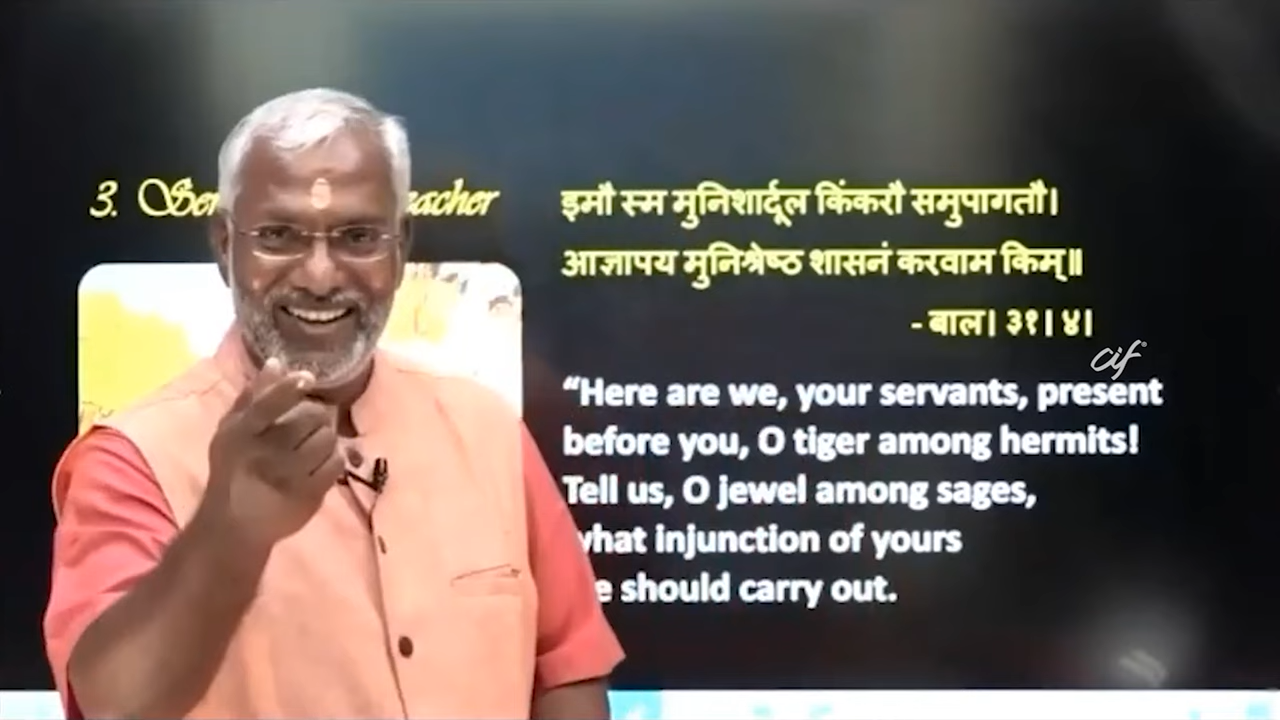 3.
इमौ स्म मुनिशार्दूल किंकरौ समुपागतौ।
आज्ञापय मुनिश्रेष्ठ शासनं करवाम किम्॥
- बाल। ३१। ४।
cif
“Here are we, your servants, present
before you, O tiger among hermits!
Tell us, O jewel among sages,
injunction of yours
should carry out.